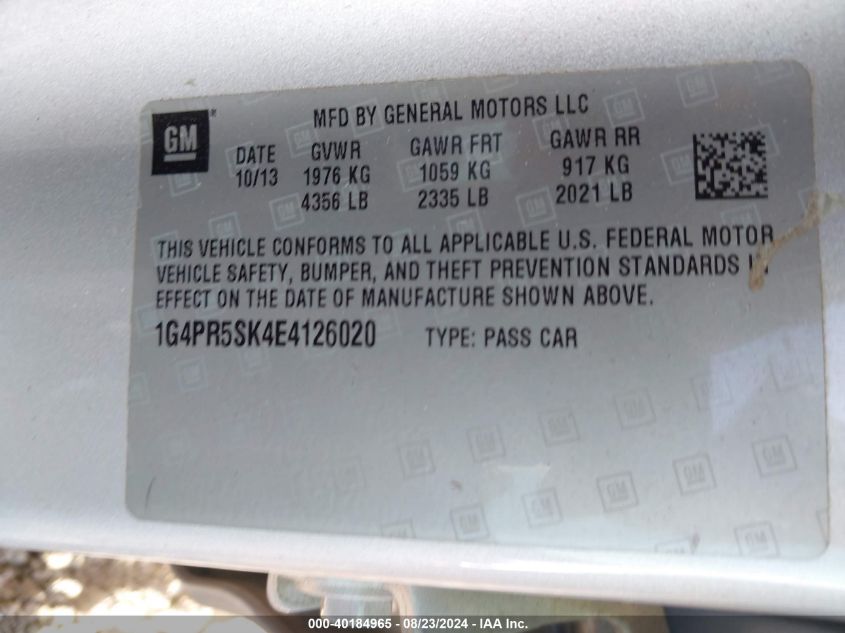 MFD BY GENERAL MOTORS LLC
GM
DATE GVWR GAWR FRT GAWR RR
10/13 1976 KG 1059 KG 917 KG
4356 LB 2335 LB 2021 LB
THIS VEHICLE CONFORMS TO ALL APPLICABLE U.S. FEDERAL MOTOR
VEHICLE SAFETY, BUMPER, AND THEFT PREVENTION STANDARDS IN
EFFECT ON THE DATE OF MANUFACTURE SHOWN ABOVE.
1G4PR5SK4E4126020 TYPE: PASS CAR
000-40184965 - 08/23/2024 - IAA Inc.